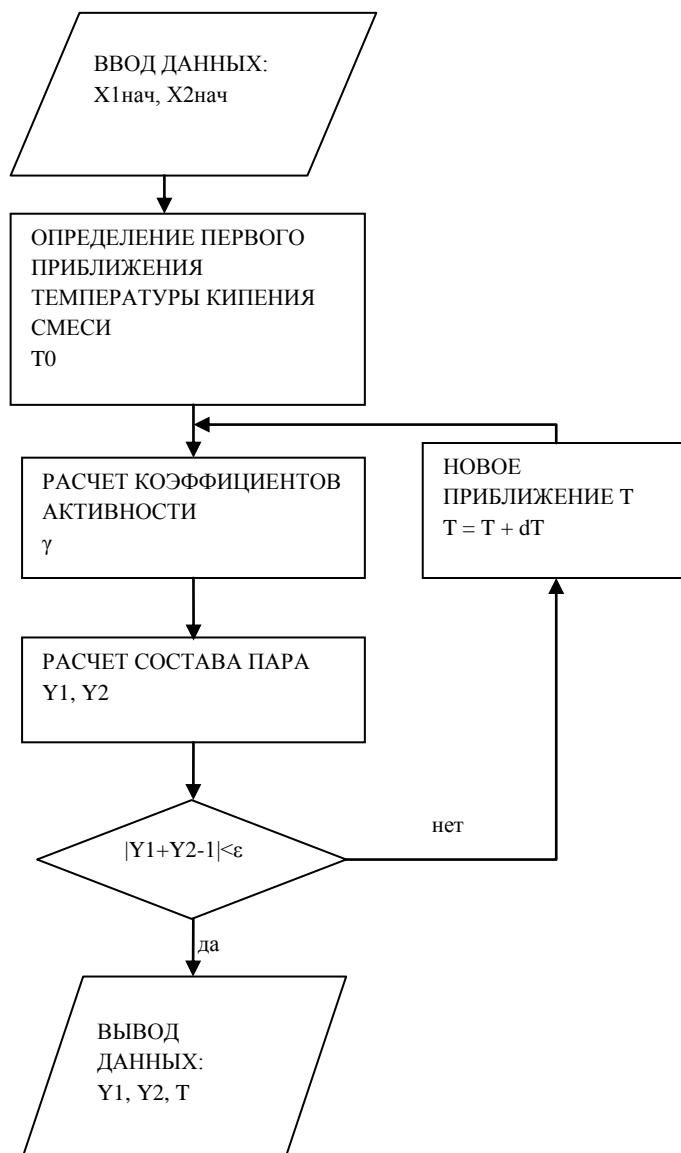 ВВОД ДАННЫХ:
X1нач, X2нач
ОПРЕДЕЛЕНИЕ ПЕРВОГО
ПРИБЛИЖЕНИЯ
ТЕМПЕРАТУРЫ КИПЕНИЯ
СМЕСИ
T0
РАСЧЕТ КОЭФФИЦИЕНТОВ
АКТИВНОСТИ
γ
НОВОЕ
ПРИБЛИЖЕНИЕ T
T = T + dT
РАСЧЕТ СОСТАВА ПАРА
Y1, Y2
|Y1+Y2-1|<ε
нет
да
ВЫВОД
ДАННЫХ:
Y1, Y2, T